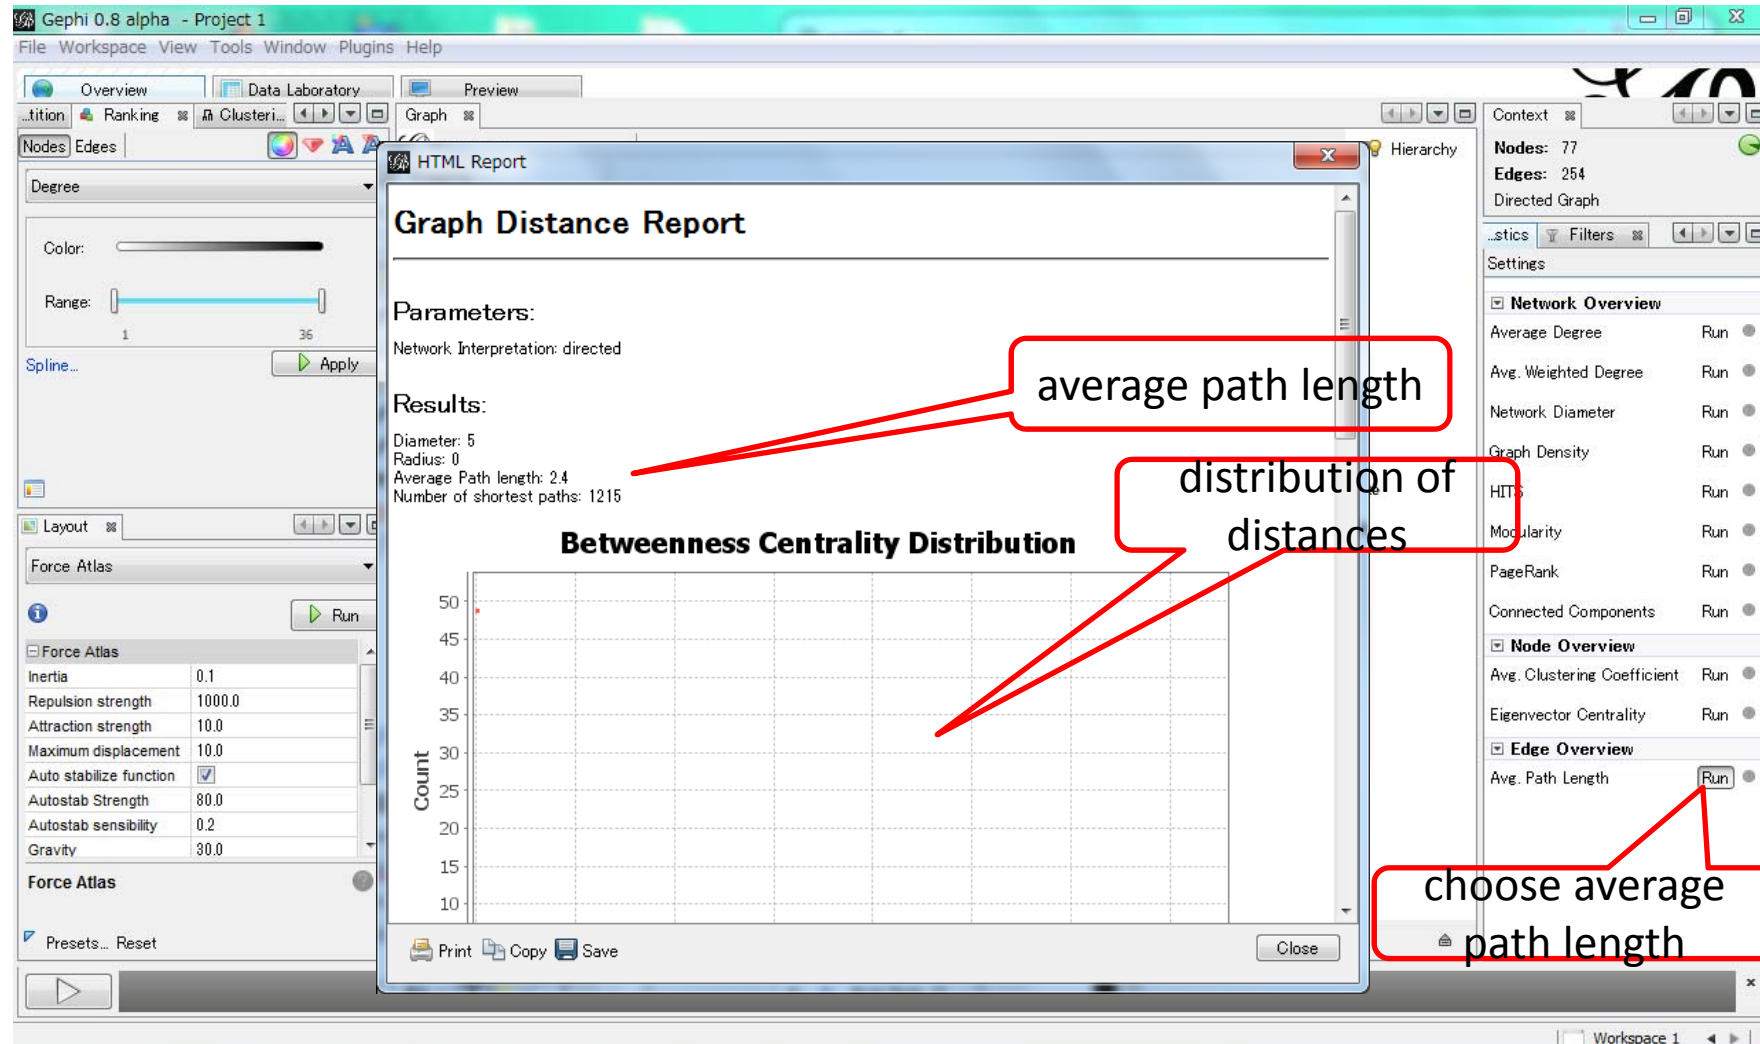 Gephi 0.8 alpha - Project 1
File Workspace View Tools Window Plugins Help
Overview
Data Laboratory
Preview
...tition
Ranking
Clusteri...
Graph
Context
Nodes
Edges
Hierarchy
Nodes: 77
Edges: 254
Directed Graph
Degree
Color:
Range:
1
36
Spline...
Apply
HTML Report
Graph Distance Report
Parameters:
Network Interpretation: directed
Results:
Diameter: 5
Radius: 0
Average Path length: 2.4
Number of shortest paths: 1215
Betweenness Centrality Distribution
50
45
40
35
30
25
20
15
10
Count
Print
Copy
Save
Close
average path length
distribution of
distances
choose average
path length
...stics
Filters
Settings
Network Overview
Average Degree Run
Avg. Weighted Degree Run
Network Diameter Run
Graph Density Run
HITS Run
Modularity Run
PageRank Run
Connected Components Run
Node Overview
Avg. Clustering Coefficient Run
Eigenvector Centrality Run
Edge Overview
Avg. Path Length Run
Layout
Force Atlas
Run
Force Atlas
Inertia 0.1
Repulsion strength 1000.0
Attraction strength 10.0
Maximum displacement 10.0
Auto stabilize function
Autostab Strength 80.0
Autostab sensibility 0.2
Gravity 30.0
Force Atlas
Presets... Reset
Workspace 1